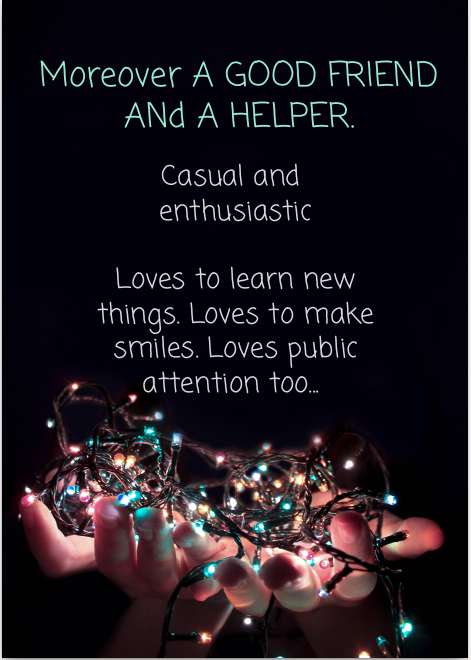 Moreover A GOOD FRIEND
ANd A HELPER.
Casual and
enthusiastic
Loves to learn new
things. Loves to make
smiles. Loves public
attention too...